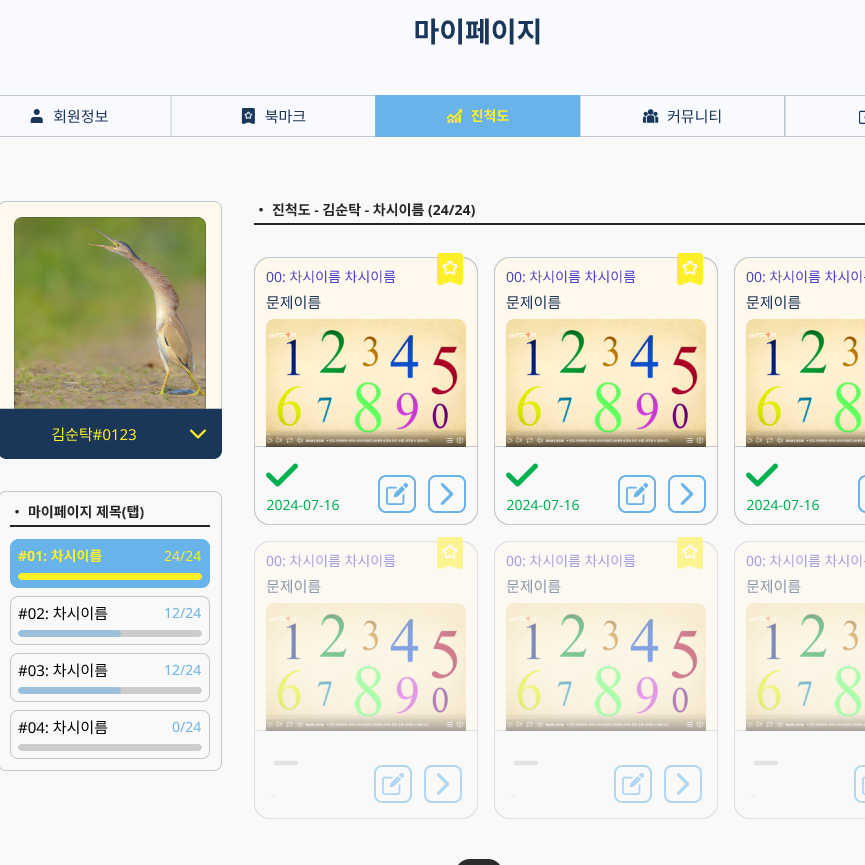 마이페이지
회원정보
북마크
진척도
커뮤니티
김순탁#0123
• 마이페이지 제목(탭)
#01: 차시이름 24/24
#02: 차시이름 12/24
#03: 차시이름 12/24
#04: 차시이름 0/24
• 진척도 - 김순탁 - 차시이름 (24/24)
00: 차시이름 차시이름
문제이름
1 2 3 4 5
6 7 8 9 0
2024-07-16
00: 차시이름 차시이름
문제이름
1 2 3 4 5
6 7 8 9 0
2024-07-16
00: 차시이름 차시이
문제이름
1 2 3
6 7 8
2024-07-16
00: 차시이름 차시이름
문제이름
1 2 3 4 5
6 7 8 9 0
-
00: 차시이름 차시이름
문제이름
1 2 3 4 5
6 7 8 9 0
-
00: 차시이름 차시이
문제이름
1 2 3
6 7 8
-